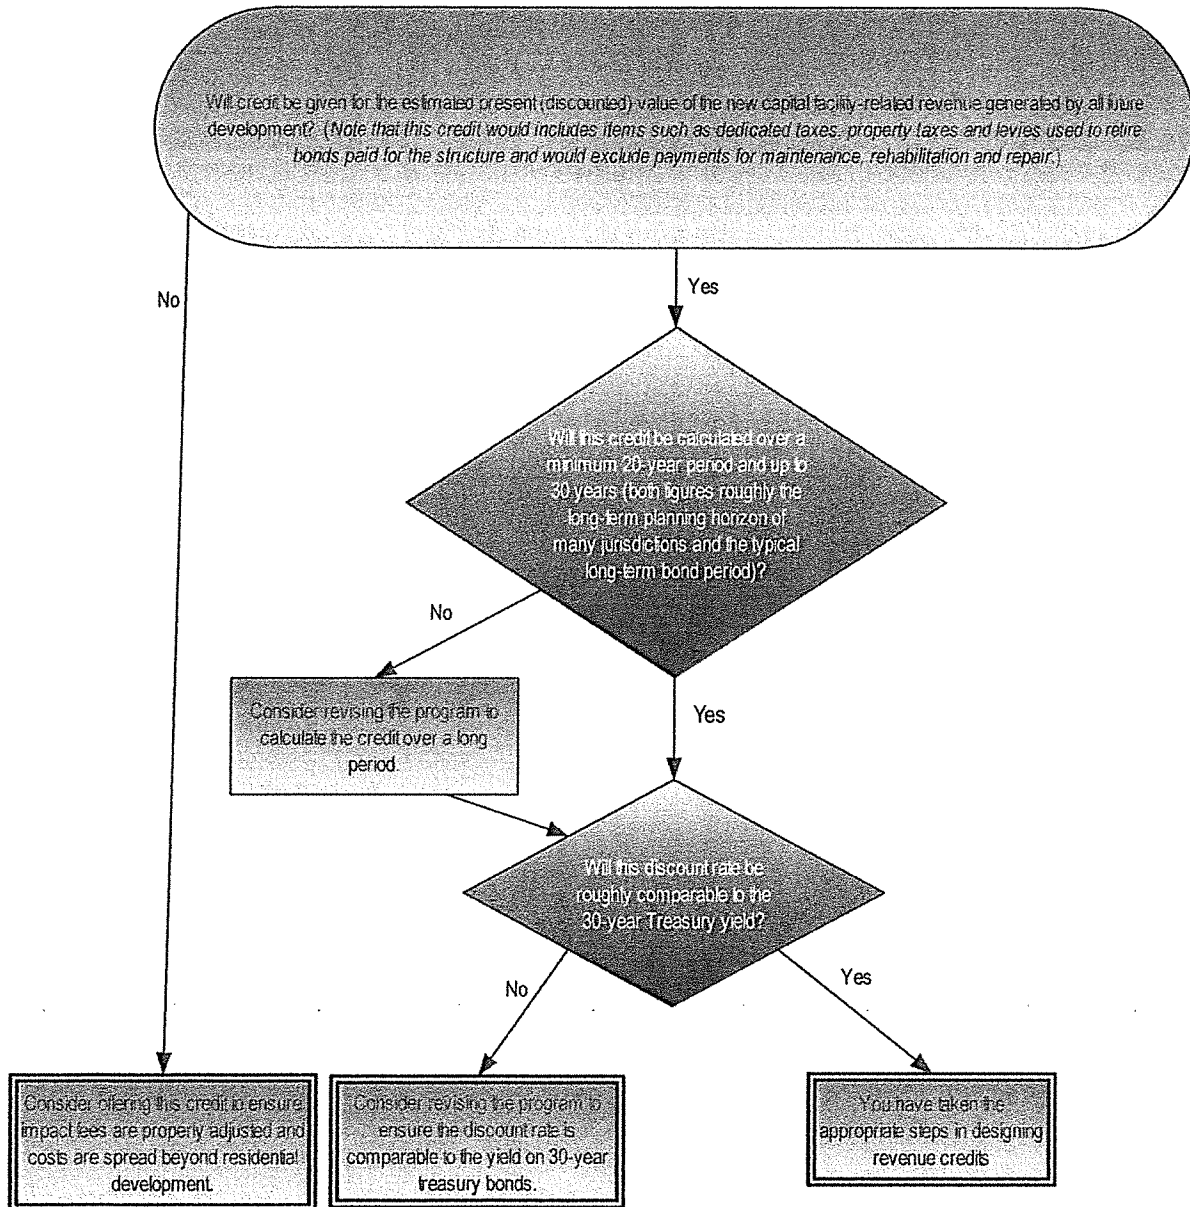 Will credit be given for the estimated present (discounted) value of the new capital facility-related revenue generated by all future
development? (Note that this credit would includes items such as dedicated taxes, property taxes and levies used to retire
bonds paid for the structure and would exclude payments for maintenance, rehabilitation and repair.)
No
Yes
Will this credit be calculated over a
minimum 20-year period and up to
30 years (both figures roughly the
long-term planning horizon of
many jurisdictions and the typical
long-term bond period)?
No
Consider revising the program to
calculate the credit over a long
period.
Yes
Will this discount rate be
roughly comparable to the
30-year Treasury yield?
No
Yes
Consider offering this credit to ensure
impact fees are properly adjusted and
costs are spread beyond residential
development.
Consider revising the program to
ensure the discount rate is
comparable to the yield on 30-year
treasury bonds.
You have taken the
appropriate steps in designing
revenue credits